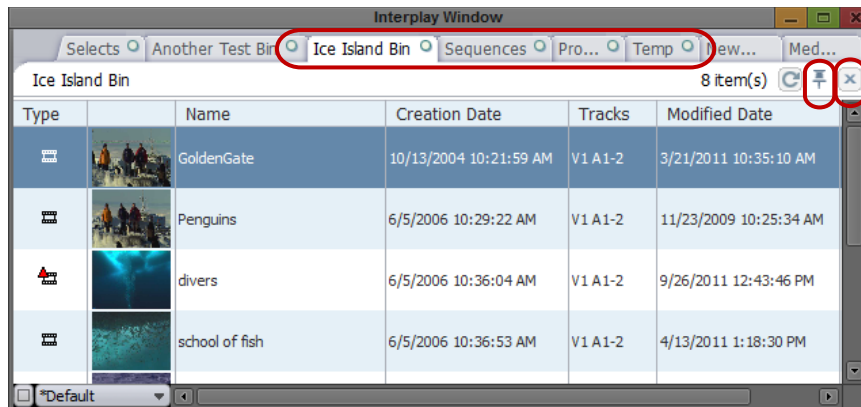 Interplay Window
Selects Another Test Bin Ice Island Bin Sequences Pro... Temp New... Med...
Ice Island Bin 8 item(s)
Type Name Creation Date Tracks Modified Date
GoldenGate 10/13/2004 10:21:59 AM V1 A1-2 3/21/2011 10:35:10 AM
Penguins 6/5/2006 10:29:22 AM V1 A1-2 11/23/2009 10:25:34 AM
divers 6/5/2006 10:36:04 AM V1 A1-2 9/26/2011 12:43:46 PM
school of fish 6/5/2006 10:36:53 AM V1 A1-2 4/13/2011 1:18:30 PM
*Default